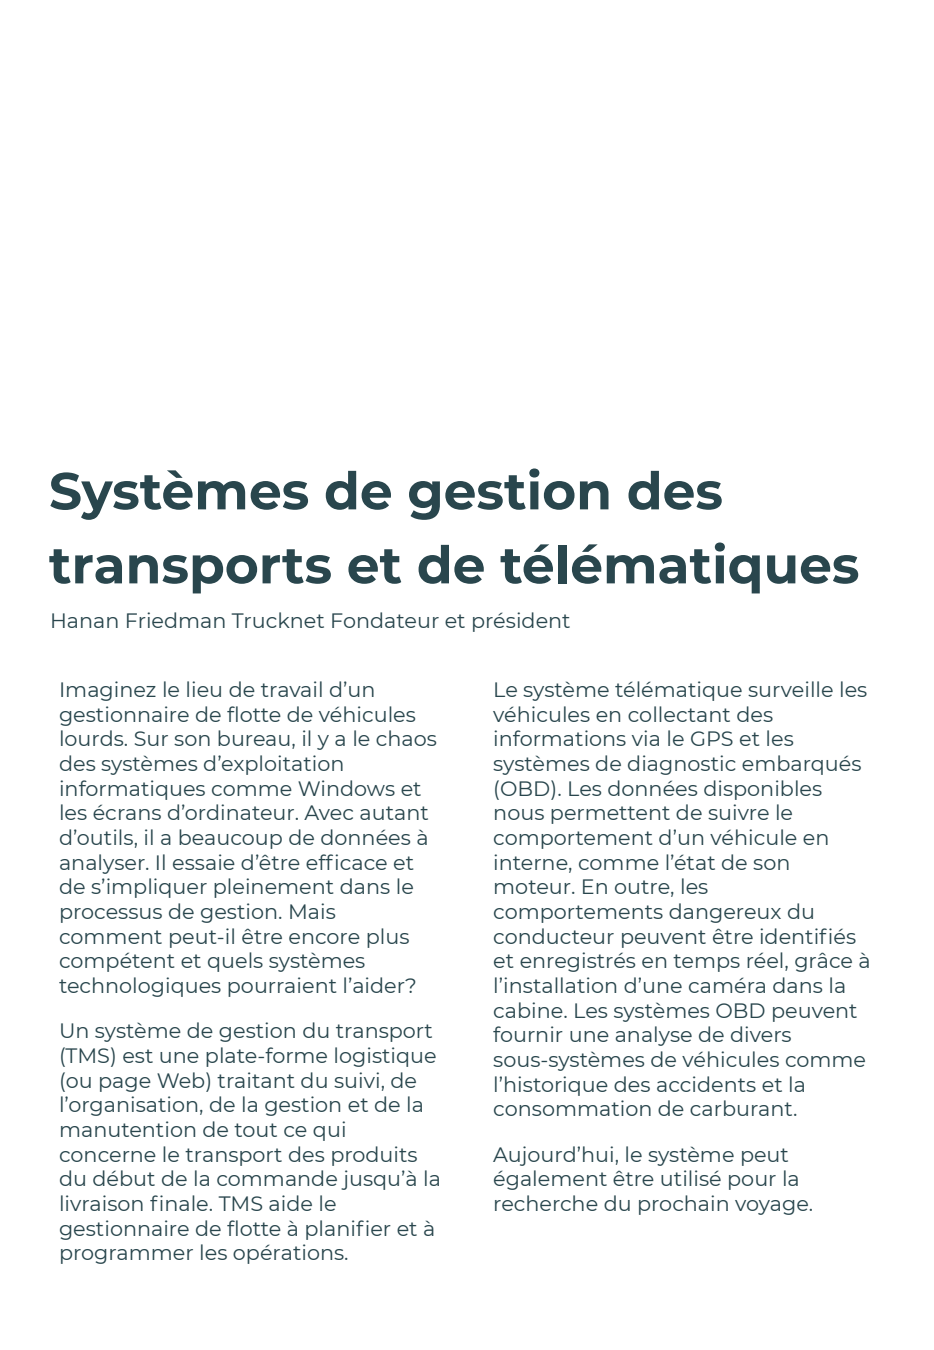 Systèmes de gestion des
transports et de télématiques
Hanan Friedman Trucknet Fondateur et président
Imaginez le lieu de travail d’un
gestionnaire de flotte de véhicules
lourds. Sur son bureau, il y a le chaos
des systèmes d’exploitation
informatiques comme Windows et
les écrans d’ordinateur. Avec autant
d’outils, il a beaucoup de données à
analyser. Il essaie d’être efficace et
de s’impliquer pleinement dans le
processus de gestion. Mais
comment peut-il être encore plus
compétent et quels systèmes
technologiques pourraient l’aider?
Un système de gestion du transport
(TMS) est une plate-forme logistique
(ou page Web) traitant du suivi, de
l’organisation, de la gestion et de la
manutention de tout ce qui
concerne le transport des produits
du début de la commande jusqu’à la
livraison finale. TMS aide le
gestionnaire de flotte à planifier et à
programmer les opérations.
Le système télématique surveille les
véhicules en collectant des
informations via le GPS et les
systèmes de diagnostic embarqués
(OBD). Les données disponibles
nous permettent de suivre le
comportement d’un véhicule en
interne, comme l’état de son
moteur. En outre, les
comportements dangereux du
conducteur peuvent être identifiés
et enregistrés en temps réel, grâce à
l’installation d’une caméra dans la
cabine. Les systèmes OBD peuvent
fournir une analyse de divers
sous-systèmes de véhicules comme
l’historique des accidents et la
consommation de carburant.
Aujourd’hui, le système peut
également être utilisé pour la
recherche du prochain voyage.